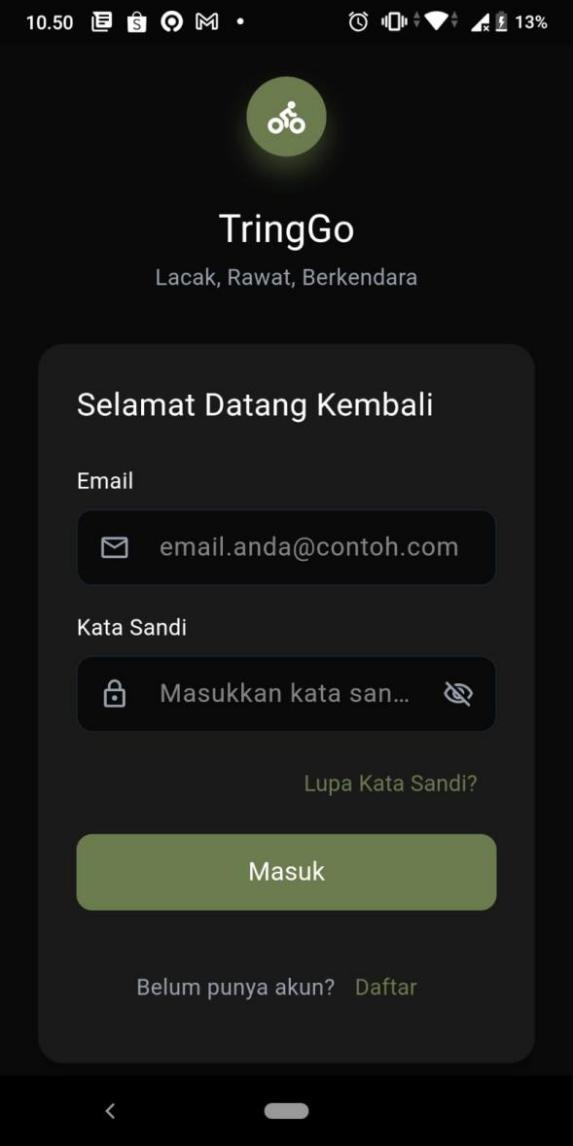 10.50 13%
TringGo
Lacak, Rawat, Berkendara
Selamat Datang Kembali
Email
email.anda@contoh.com
Kata Sandi
Masukkan kata san...
Lupa Kata Sandi?
Masuk
Belum punya akun? Daftar